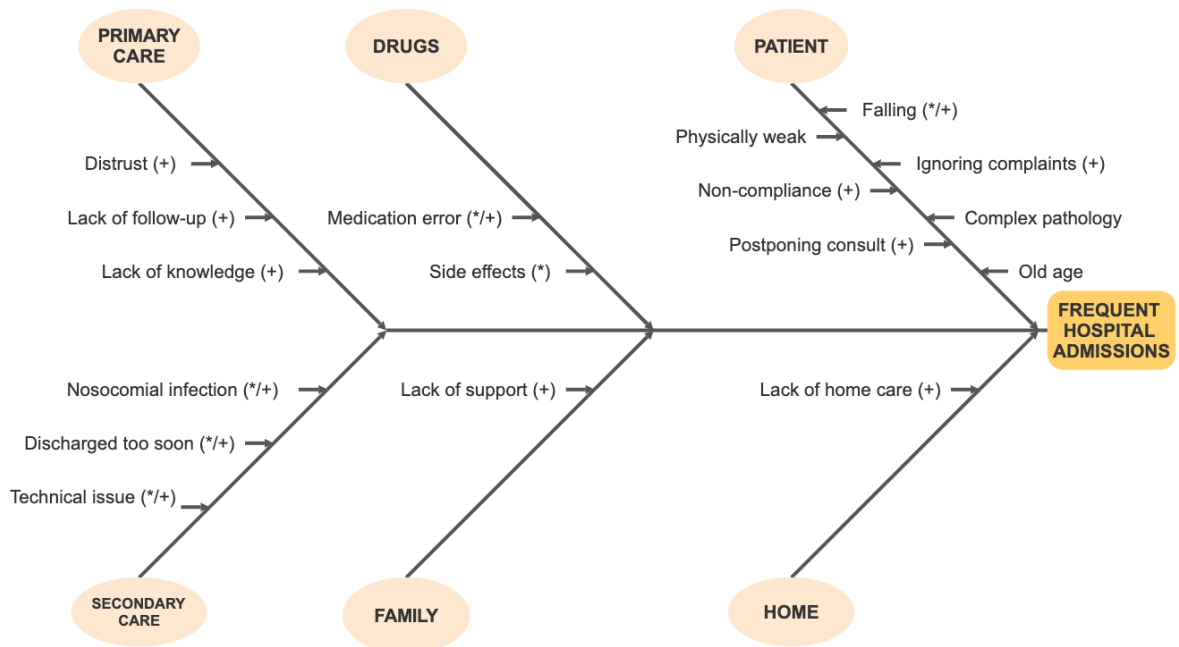 PRIMARY
CARE
DRUGS
PATIENT
Falling (*/+)
Physically weak
Distrust (+)
Ignoring complaints (+)
Non-compliance (+)
Lack of follow-up (+)
Medication error (*/+)
Complex pathology
Postponing consult (+)
Lack of knowledge (+)
Side effects (*)
Old age
FREQUENT
HOSPITAL
ADMISSIONS
Nosocomial infection (*/+)
Lack of support (+)
Lack of home care (+)
Discharged too soon (*/+)
Technical issue (*/+)
SECONDARY
CARE
FAMILY
HOME